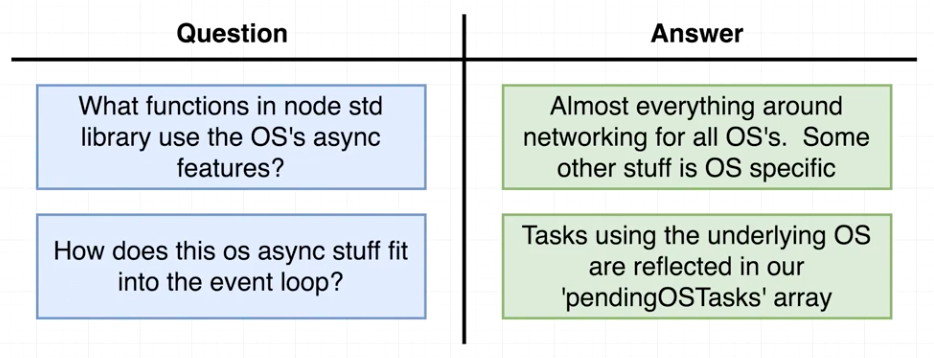 Question
Answer
What functions in node std
library use the OS's async
features?
Almost everything around
networking for all OS's.  Some
other stuff is OS specific
How does this os async stuff fit
into the event loop?
Tasks using the underlying OS
are reflected in our
'pendingOSTasks' array